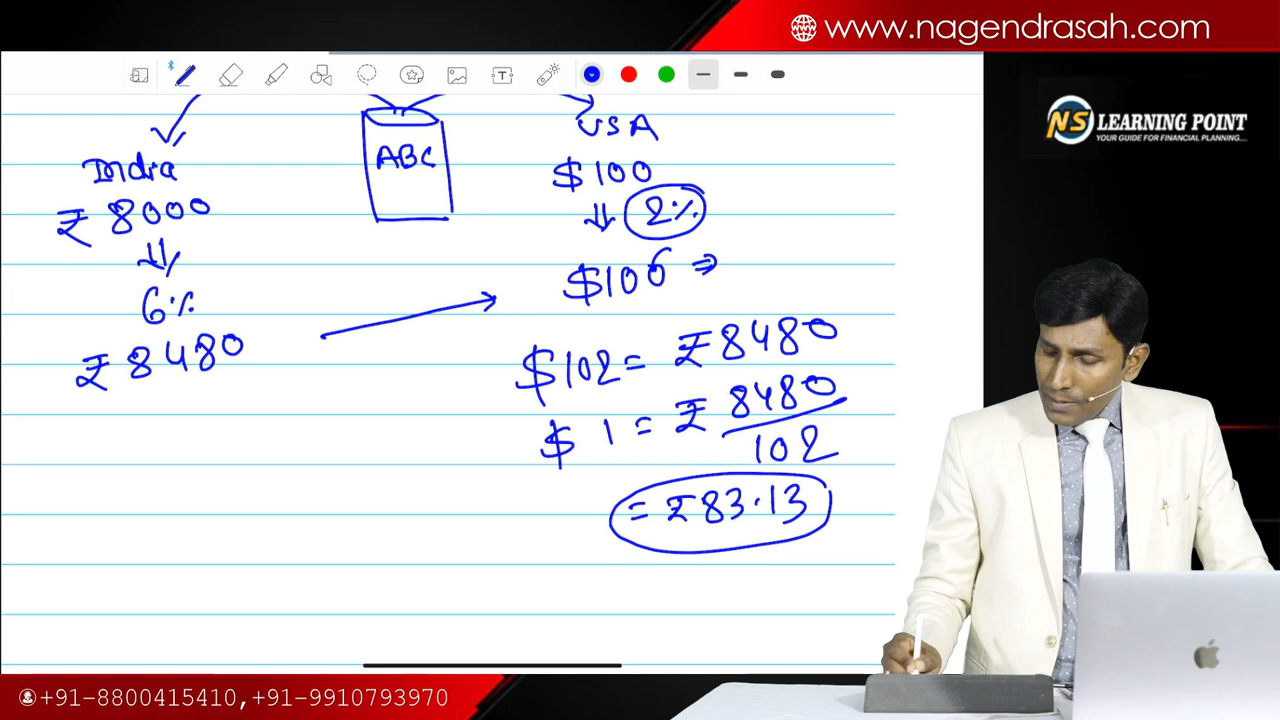 www.nagendrasah.com
NS LEARNING POINT
YOUR GUIDE FOR FINANCIAL PLANNING....
India
₹ 8000
6%
₹ 8480
ABC
USA
$100
2%
$106 ⇒
$102 = ₹8480
$ 1 = ₹ 8480
102
= ₹83.13
+91-8800415410,+91-9910793970